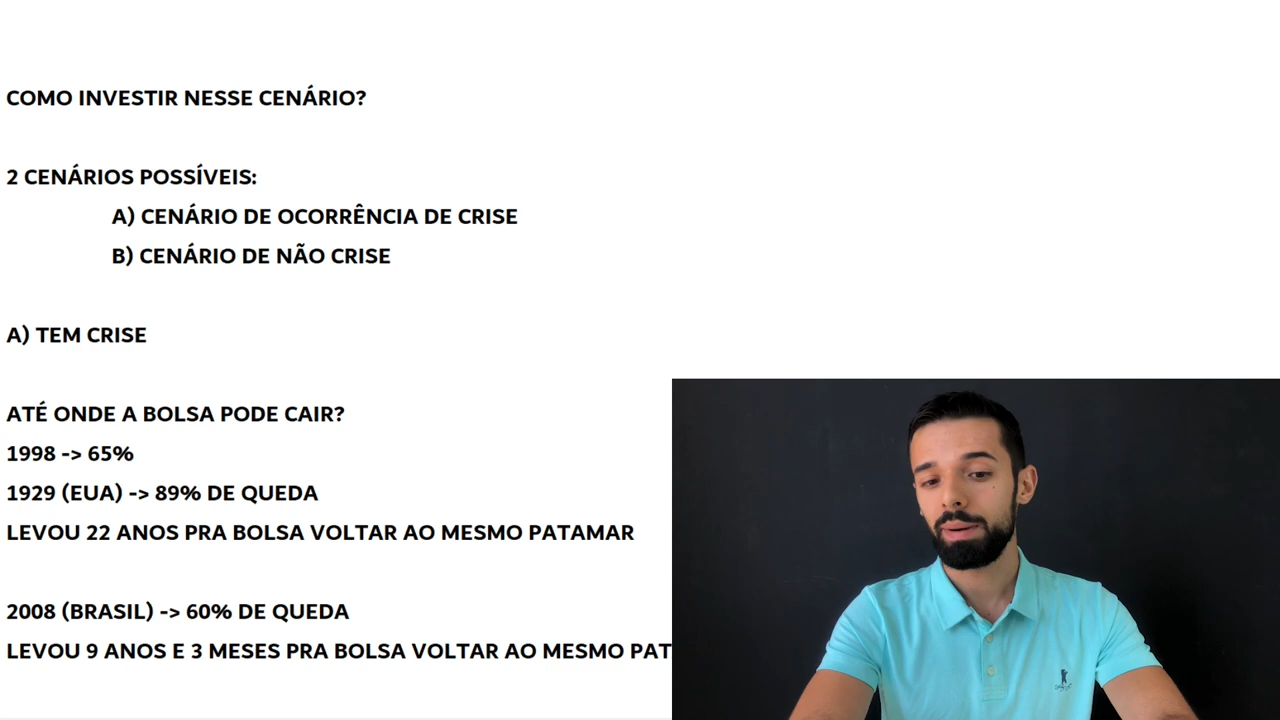 COMO INVESTIR NESSE CENÁRIO?
2 CENÁRIOS POSSÍVEIS:
A) CENÁRIO DE OCORRÊNCIA DE CRISE
B) CENÁRIO DE NÃO CRISE
A) TEM CRISE
ATÉ ONDE A BOLSA PODE CAIR?
1998 -> 65%
1929 (EUA) -> 89% DE QUEDA
LEVOU 22 ANOS PRA BOLSA VOLTAR AO MESMO PATAMAR
2008 (BRASIL) -> 60% DE QUEDA
LEVOU 9 ANOS E 3 MESES PRA BOLSA VOLTAR AO MESMO PAT